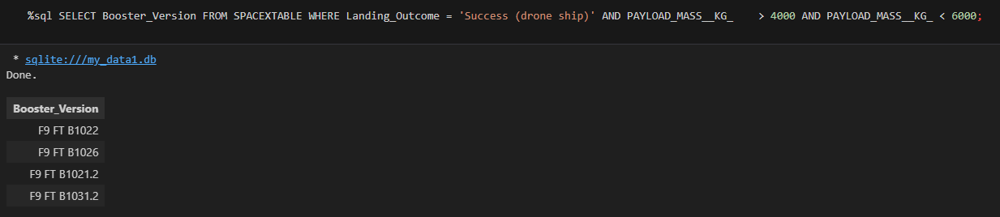 %sql SELECT Booster_Version FROM SPACEXTABLE WHERE Landing_Outcome = 'Success (drone ship)' AND PAYLOAD_MASS__KG_    > 4000 AND PAYLOAD_MASS__KG_ < 6000;
* sqlite:///my_data1.db
Done.
Booster_Version
F9 FT B1022
F9 FT B1026
F9 FT B1021.2
F9 FT B1031.2